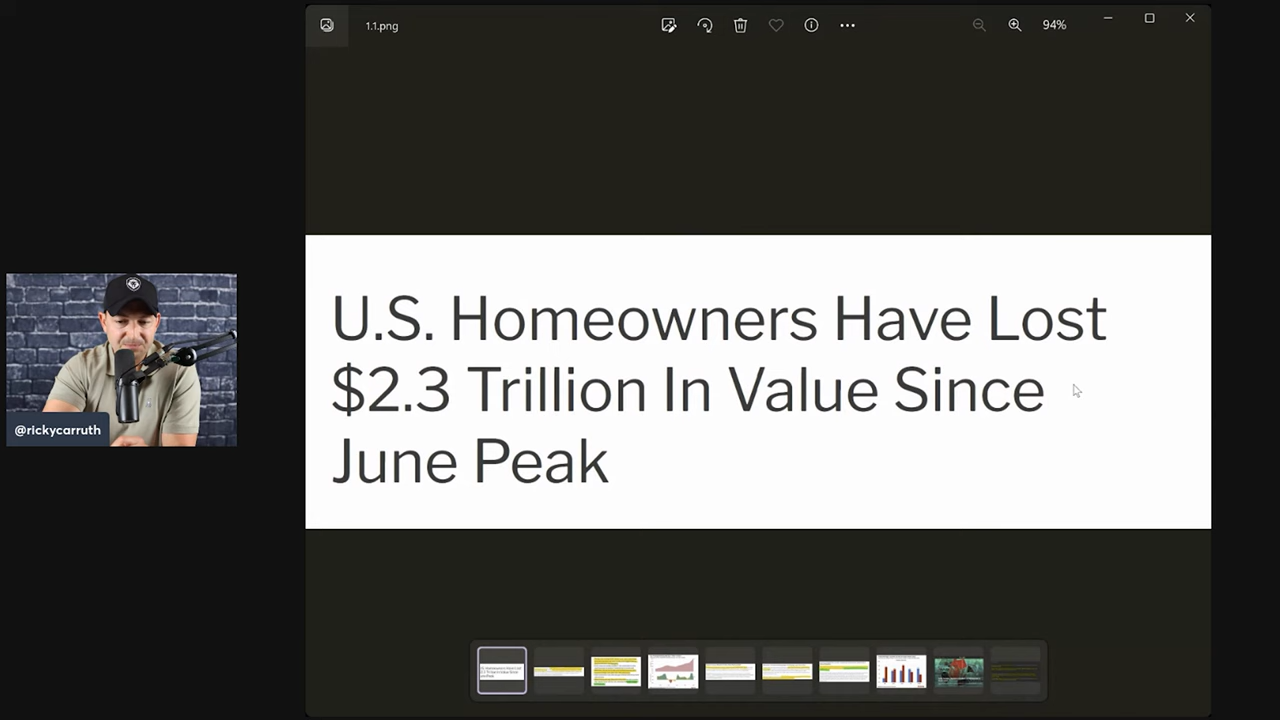 1.1.png
94%
U.S. Homeowners Have Lost
$2.3 Trillion In Value Since
June Peak
@rickycarruth